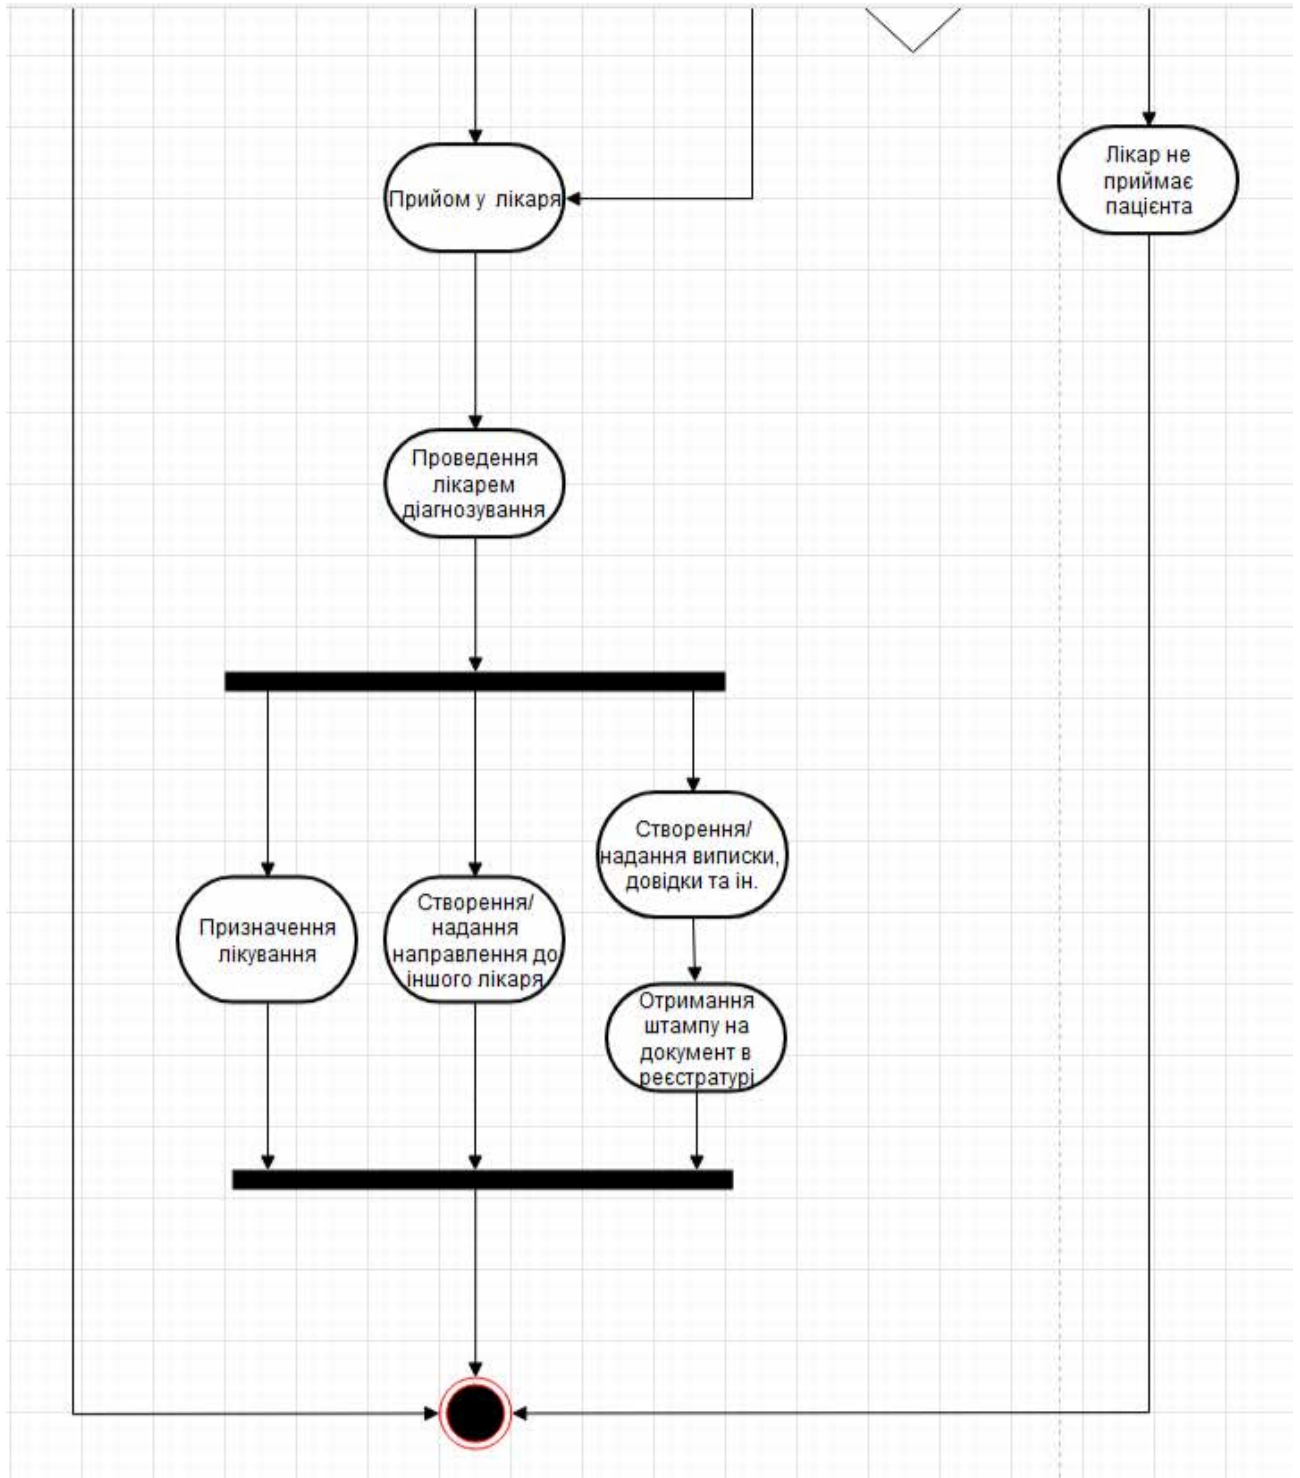 Лікар не
приймає
пацієнта
Прийом у лікаря
Проведення
лікарем
діагнозування
Створення/
надання виписки,
довідки та ін.
Призначення
лікування
Створення/
надання
направлення до
іншого лікаря
Отримання
штампу на
документ в
реєстратурі